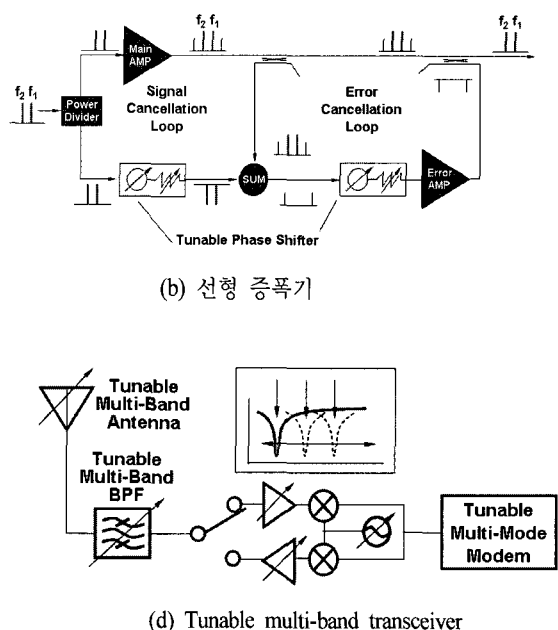 f2 f1
f2 f1
Main
AMP
f2 f1
Power
Divider
Signal
Cancellation
Loop
Error
Cancellation
Loop
SUM
Error
AMP
Tunable Phase Shifter
(b) 선형 증폭기
Tunable
Multi-Band
Antenna
Tunable
Multi-Band
BPF
Tunable
Multi-Mode
Modem
(d) Tunable multi-band transceiver